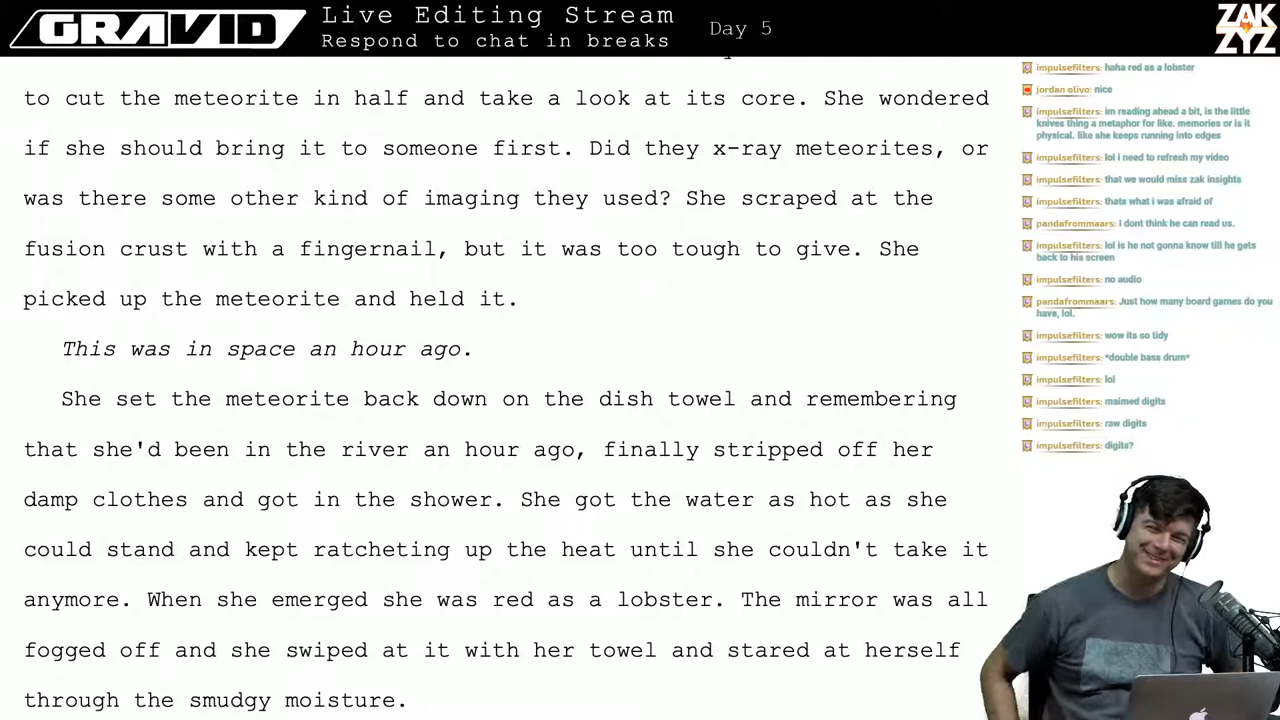 GRAVID
Live Editing Stream
Respond to chat in breaks
Day 5
ZAK
ZYZ
to cut the meteorite in half and take a look at its core. She wondered
if she should bring it to someone first. Did they x-ray meteorites, or
was there some other kind of imaging they used? She scraped at the
fusion crust with a fingernail, but it was too tough to give. She
picked up the meteorite and held it.
This was in space an hour ago.
She set the meteorite back down on the dish towel and remembering
that she'd been in the river an hour ago, finally stripped off her
damp clothes and got in the shower. She got the water as hot as she
could stand and kept ratcheting up the heat until she couldn't take it
anymore. When she emerged she was red as a lobster. The mirror was all
fogged off and she swiped at it with her towel and stared at herself
through the smudgy moisture.
impulsefilters: haha red as a lobster
jordan olivo: nice
impulsefilters: im reading ahead a bit, is the little
knives thing a metaphor for like. memories or is it
physical. like she keeps running into edges
impulsefilters: lol i need to refresh my video
impulsefilters: that we would miss zak insights
impulsefilters: thats what i was afraid of
pandafrommaars: I dont think he can read us.
impulsefilters: lol is he not gonna know till he gets
back to his screen
impulsefilters: no audio
pandafrommaars: Just how many board games do you
have, lol.
impulsefilters: wow its so tidy
impulsefilters: *double bass drum*
impulsefilters: lol
impulsefilters: maimed digits
impulsefilters: raw digits
impulsefilters: digits?